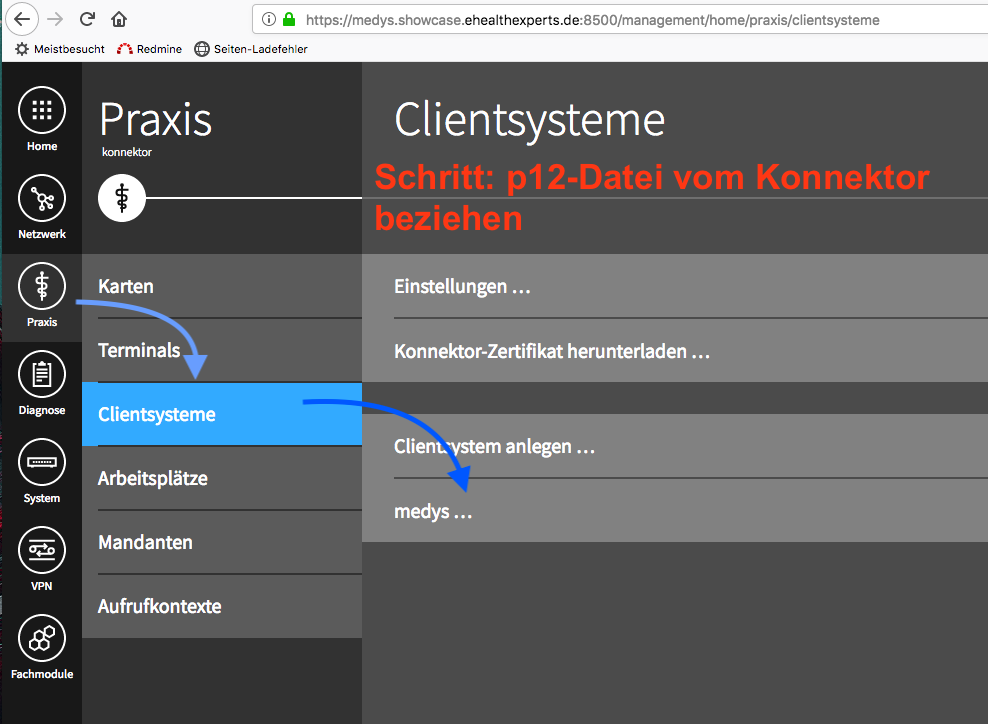 https://medys.showcase.ehealthexperts.de:8500/management/home/praxis/clientsysteme
Meistbesucht Redmine Seiten-Ladefehler
Home
Netzwerk
Praxis
Diagnose
System
VPN
Fachmodule
Praxis
konnektor
Karten
Terminals
Clientsysteme
Arbeitsplätze
Mandanten
Aufrufkontexte
Clientsysteme
Schritt: p12-Datei vom Konnektor
beziehen
Einstellungen ...
Konnektor-Zertifikat herunterladen ...
Clientsystem anlegen ...
medys ...